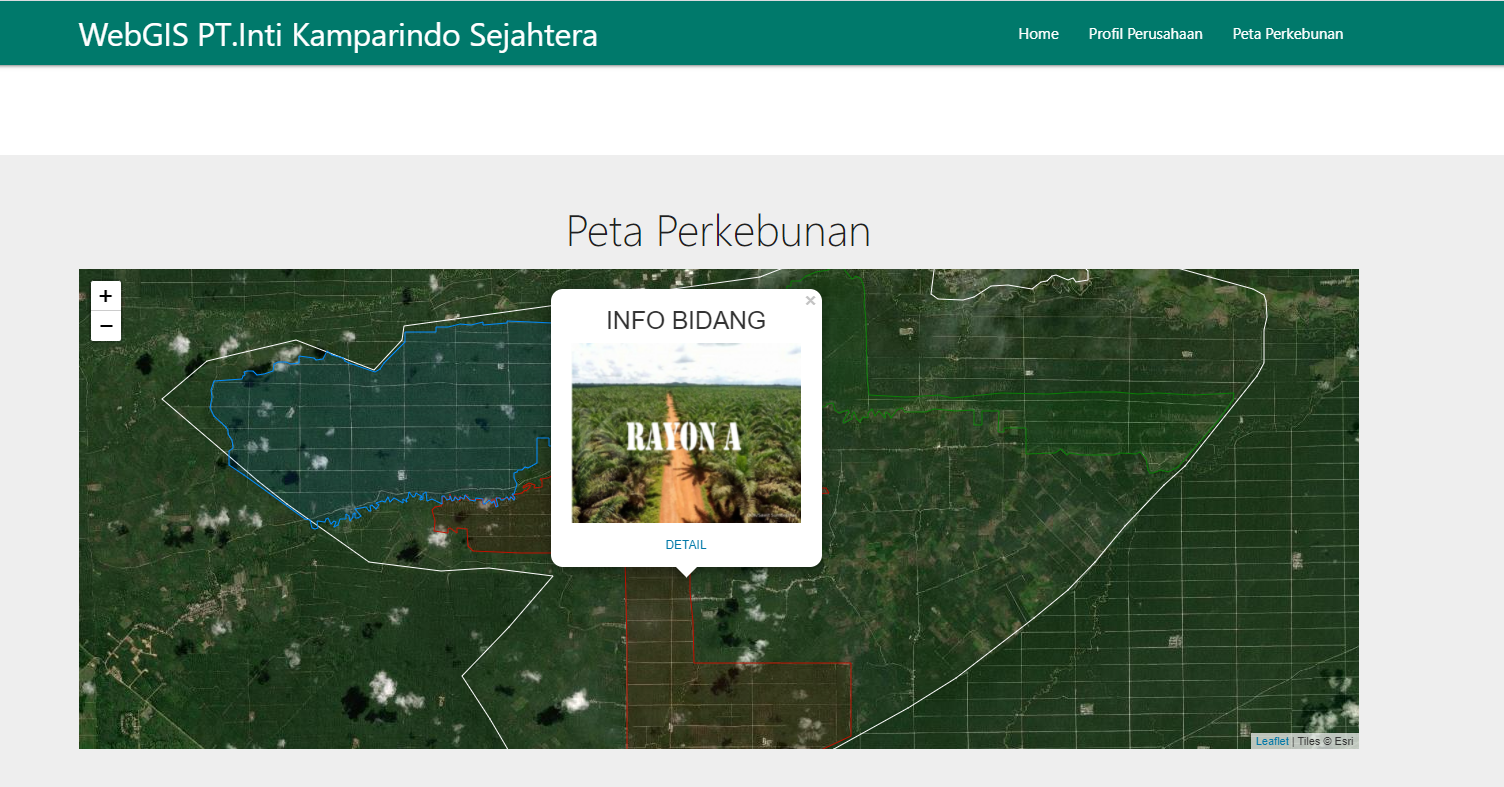 WebGIS PT.Inti Kamparindo Sejahtera
Home Profil Perusahaan Peta Perkebunan
Peta Perkebunan
+
−
×
INFO BIDANG
RAYON A
DETAIL
Leaflet | Tiles © Esri